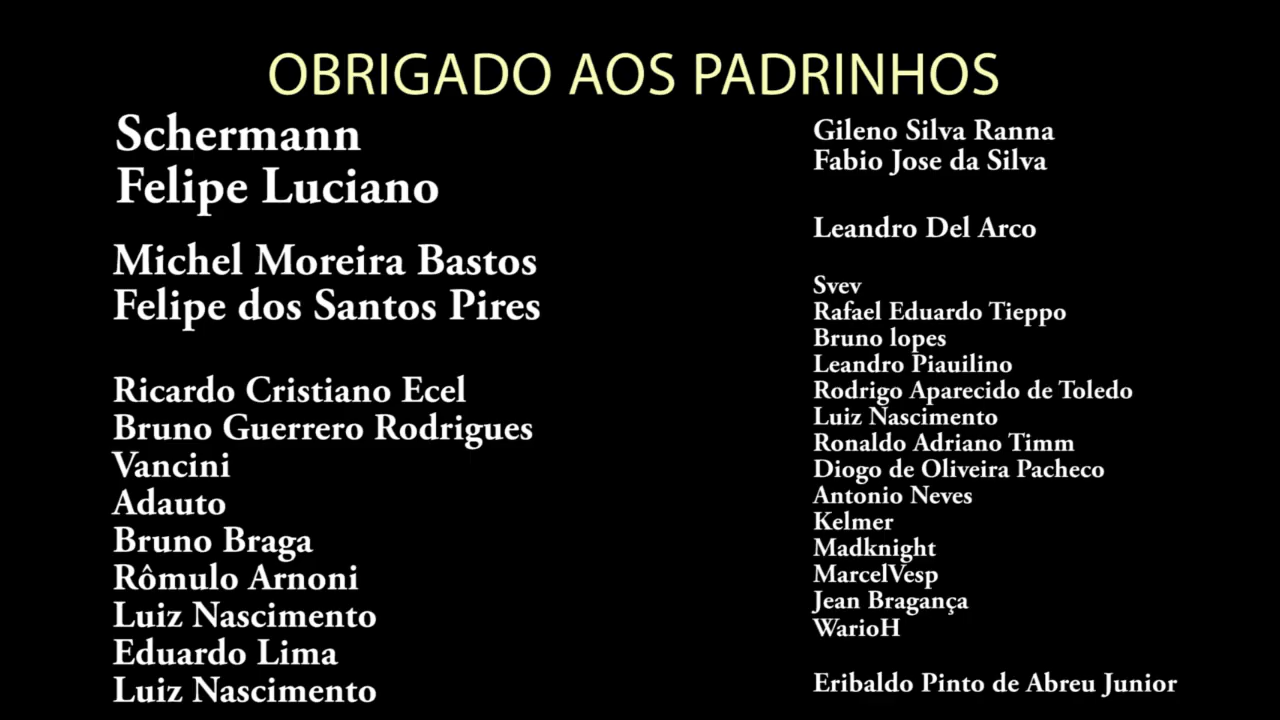 OBRIGADO AOS PADRINHOS
Schermann
Felipe Luciano
Michel Moreira Bastos
Felipe dos Santos Pires
Ricardo Cristiano Ecel
Bruno Guerrero Rodrigues
Vancini
Adauto
Bruno Braga
Rômulo Arnoni
Luiz Nascimento
Eduardo Lima
Luiz Nascimento
Gileno Silva Ranna
Fabio Jose da Silva
Leandro Del Arco
Svev
Rafael Eduardo Tieppo
Bruno lopes
Leandro Piauilino
Rodrigo Aparecido de Toledo
Luiz Nascimento
Ronaldo Adriano Timm
Diogo de Oliveira Pacheco
Antonio Neves
Kelmer
Madknight
MarcelVesp
Jean Bragança
WarioH
Eribaldo Pinto de Abreu Junior